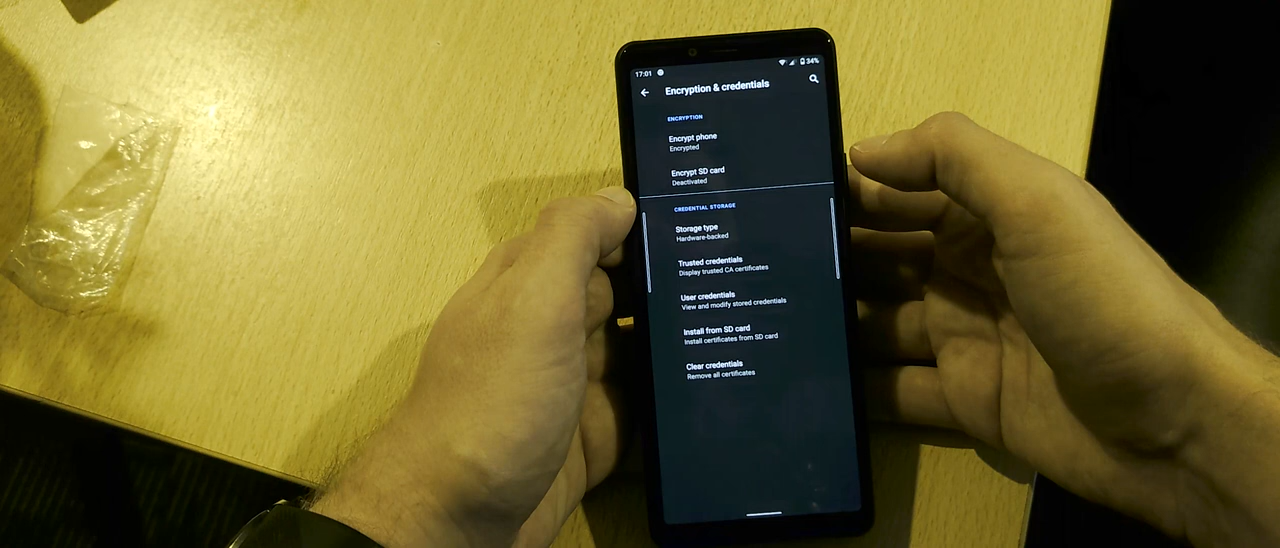 17:01 34%
Encryption & credentials
ENCRYPTION
Encrypt phone
Encrypted
Encrypt SD card
Deactivated
CREDENTIAL STORAGE
Storage type
Hardware-backed
Trusted credentials
Display trusted CA certificates
User credentials
View and modify stored credentials
Install from SD card
Install certificates from SD card
Clear credentials
Remove all certificates